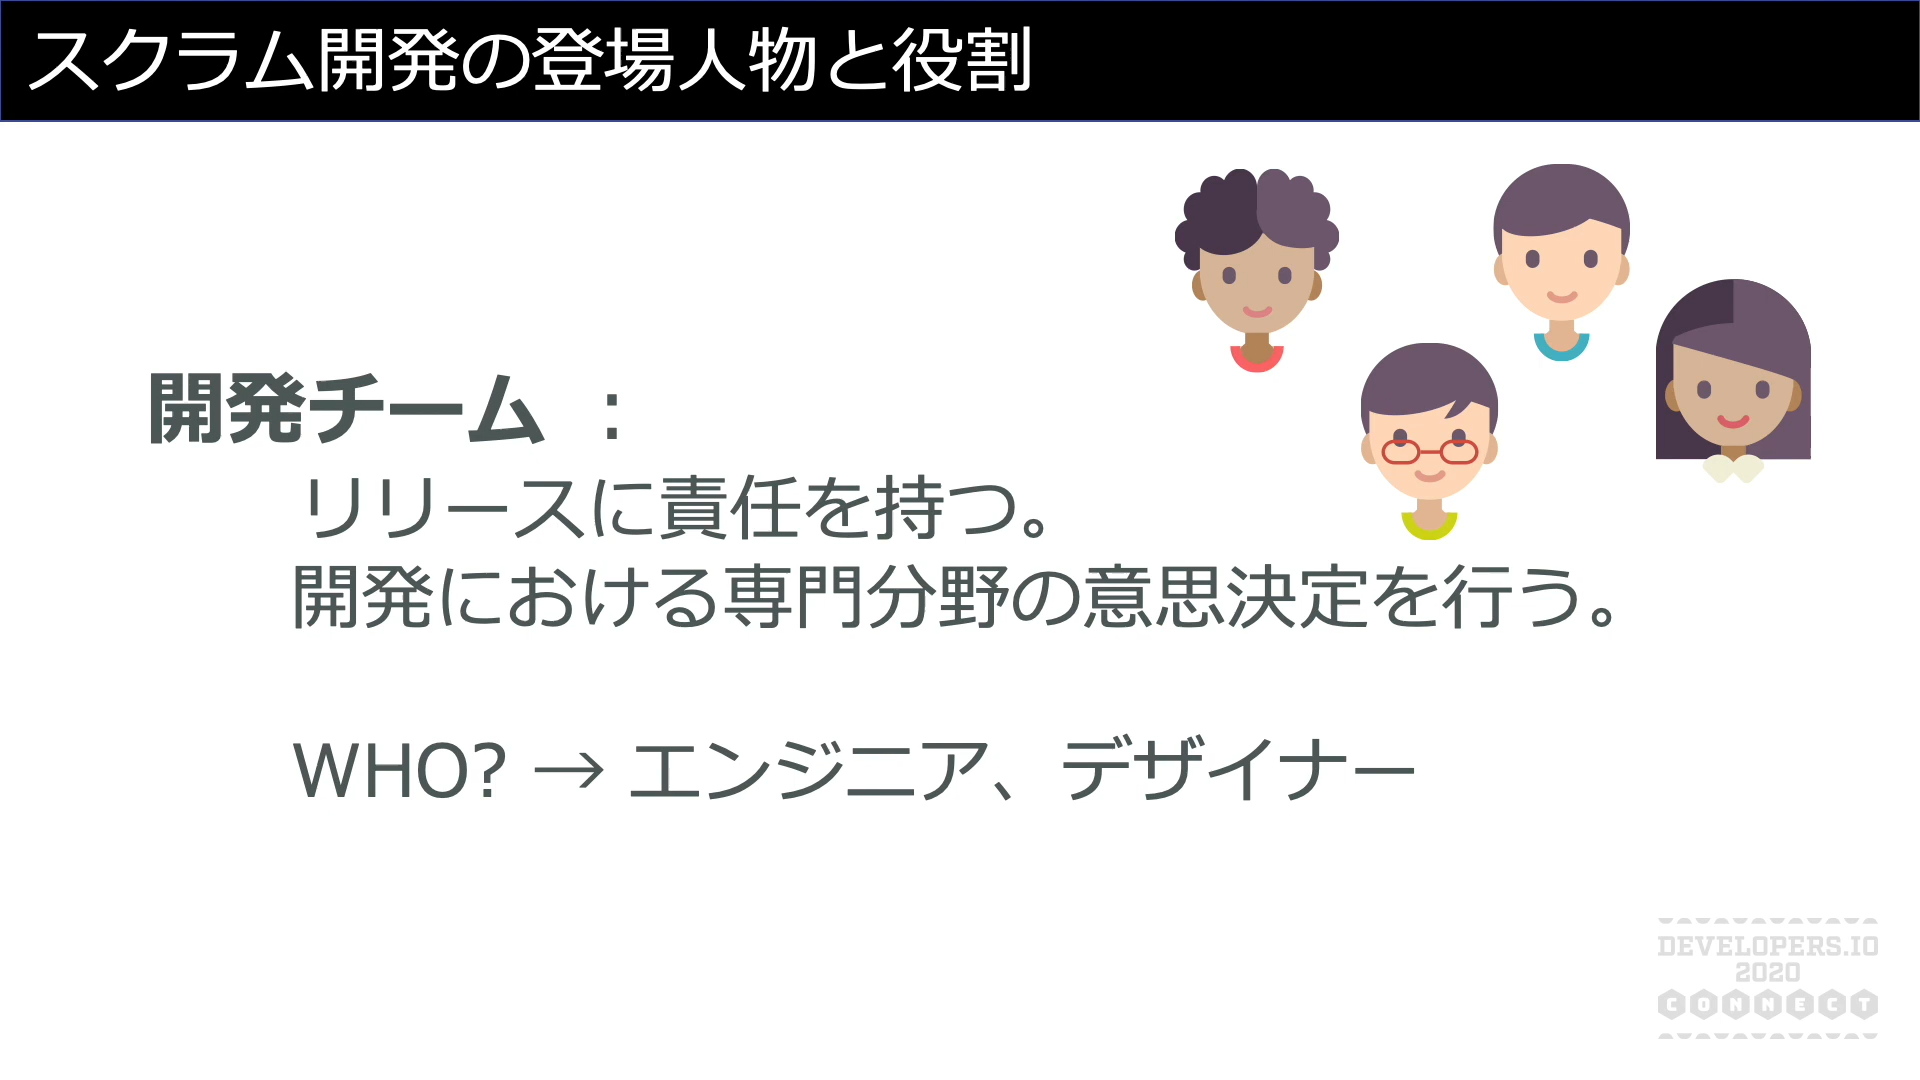 スクラム開発の登場人物と役割
開発チーム ：
リリースに責任を持つ。
開発における専門分野の意思決定を行う。
WHO? → エンジニア、デザイナー
DEVELOPERS.IO
2020
CONNECT